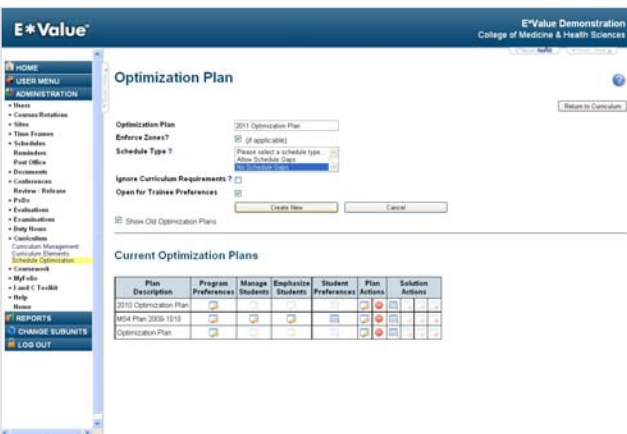 E*Value™
E*Value Demonstration
College of Medicine & Health Sciences
HOME
USER MENU
ADMINISTRATION
+ Users
+ Courses/Rotations
+ Sites
+ Time Frames
+ Schedules
Reminders
Post Office
+ Documents
+ Conferences
Review / Release
+ PxDx
+ Evaluations
+ Examinations
+ Duty Hours
+ Curriculum
Curriculum Management
Curriculum Elements
Schedule Optimization
+ Coursework
+ MyFolio
+ I and C Toolkit
+ Help
Home
REPORTS
CHANGE SUBUNITS
LOG OUT
Optimization Plan
Return to Curriculum
Optimization Plan 2011 Optimization Plan
Enforce Zones? (if applicable)
Schedule Type ? Please select a schedule type...
Allow Schedule Gaps
No Schedule Gaps
Ignore Curriculum Requirements ?
Open for Trainee Preferences
Create New Cancel
Show Old Optimization Plans
Current Optimization Plans
Plan Description Program Preferences Manage Students Emphasize Students Student Preferences Plan Actions Solution Actions
2010 Optimization Plan
MS4 Plan 2009-1010
Optimization Plan